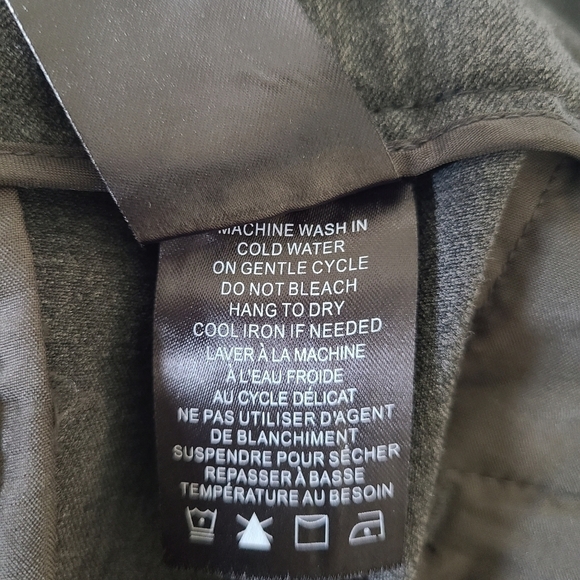 MACHINE WASH IN
COLD WATER
ON GENTLE CYCLE
DO NOT BLEACH
HANG TO DRY
COOL IRON IF NEEDED
LAVER À LA MACHINE
À L'EAU FROIDE
AU CYCLE DÉLICAT
NE PAS UTILISER D'AGENT
DE BLANCHIMENT
SUSPENDRE POUR SÉCHER
REPASSER À BASSE
TEMPÉRATURE AU BESOIN